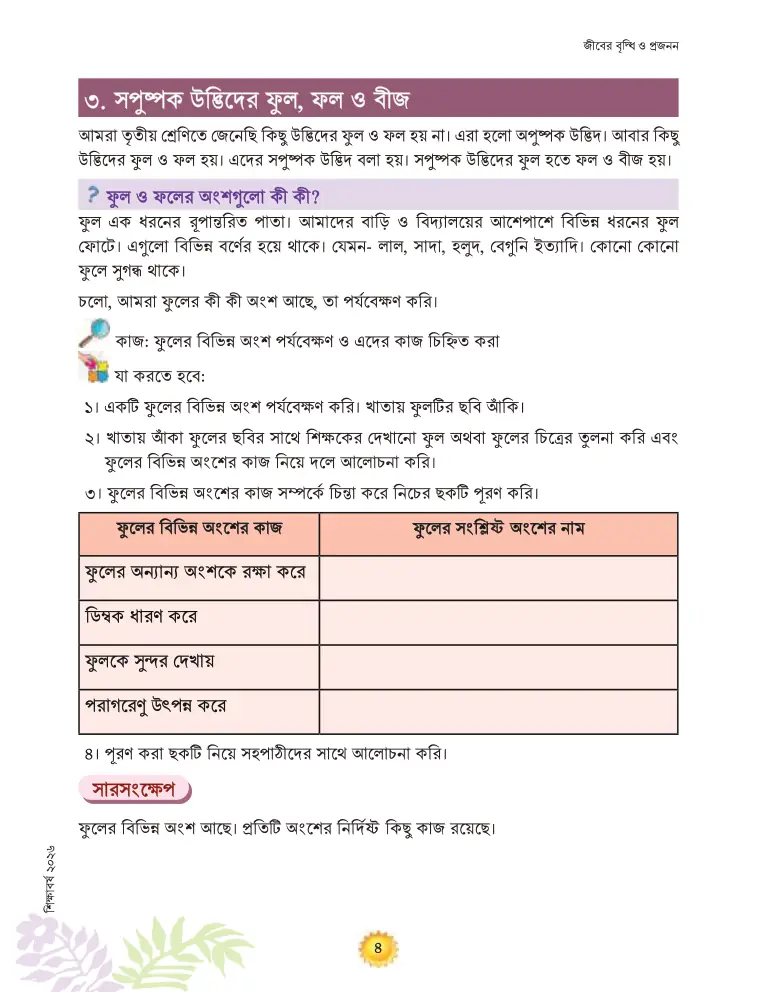 জীবের বৃদ্ধি ও প্রজনন
৩. সপুষ্পক উদ্ভিদের ফুল, ফল ও বীজ
আমরা তৃতীয় শ্রেণিতে জেনেছি কিছু উদ্ভিদের ফুল ও ফল হয় না। এরা হলো অপুষ্পক উদ্ভিদ। আবার কিছু
উদ্ভিদের ফুল ও ফল হয়। এদের সপুষ্পক উদ্ভিদ বলা হয়। সপুষ্পক উদ্ভিদের ফুল হতে ফল ও বীজ হয়।
? ফুল ও ফলের অংশগুলো কী কী?
ফুল এক ধরনের রূপান্তরিত পাতা। আমাদের বাড়ি ও বিদ্যালয়ের আশেপাশে বিভিন্ন ধরনের ফুল
ফোটে। এগুলো বিভিন্ন বর্ণের হয়ে থাকে। যেমন- লাল, সাদা, হলুদ, বেগুনি ইত্যাদি। কোনো কোনো
ফুলে সুগন্ধ থাকে।
চলো, আমরা ফুলের কী কী অংশ আছে, তা পর্যবেক্ষণ করি।
কাজ: ফুলের বিভিন্ন অংশ পর্যবেক্ষণ ও এদের কাজ চিহ্নিত করা
যা করতে হবে:
১। একটি ফুলের বিভিন্ন অংশ পর্যবেক্ষণ করি। খাতায় ফুলটির ছবি আঁকি।
২। খাতায় আঁকা ফুলের ছবির সাথে শিক্ষকের দেখানো ফুল অথবা ফুলের চিত্রের তুলনা করি এবং
ফুলের বিভিন্ন অংশের কাজ নিয়ে দলে আলোচনা করি।
৩। ফুলের বিভিন্ন অংশের কাজ সম্পর্কে চিন্তা করে নিচের ছকটি পূরণ করি।
ফুলের বিভিন্ন অংশের কাজ ফুলের সংশ্লিষ্ট অংশের নাম
ফুলের অন্যান্য অংশকে রক্ষা করে
ডিম্বক ধারণ করে
ফুলকে সুন্দর দেখায়
পরাগরেণু উৎপন্ন করে
৪। পূরণ করা ছকটি নিয়ে সহপাঠীদের সাথে আলোচনা করি।
সারসংক্ষেপ
ফুলের বিভিন্ন অংশ আছে। প্রতিটি অংশের নির্দিষ্ট কিছু কাজ রয়েছে।
শিক্ষাবর্ষ ২০২৬
৪